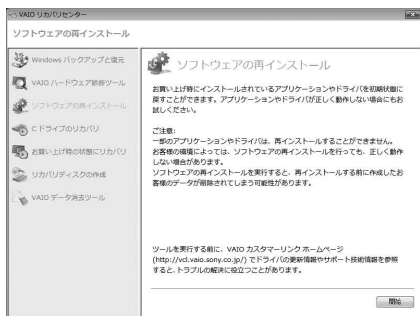 VAIO リカバリセンター
ソフトウェアの再インストール
Windows バックアップと復元
VAIO ハードウェア診断ツール
ソフトウェアの再インストール
C ドライブのリカバリ
お買い上げ時の状態にリカバリ
リカバリディスクの作成
VAIO データ消去ツール
ソフトウェアの再インストール
お買い上げ時にインストールされているアプリケーションやドライバを初期状態に
戻すことができます。アプリケーションやドライバが正しく動作しない場合にもお
試しください。
ご注意:
一部のアプリケーションやドライバは、再インストールすることができません。
お客様の環境によっては、ソフトウェアの再インストールを行っても、正しく動作
しない場合があります。
ソフトウェアの再インストールを実行すると、再インストールする前に作成したお
客様のデータが削除されてしまう可能性があります。
ツールを実行する前に、VAIO カスタマーリンク ホームページ
(http://vcl.vaio.sony.co.jp/) でドライバの更新情報やサポート技術情報を参照
すると、トラブルの解決に役立つことがあります。
開始